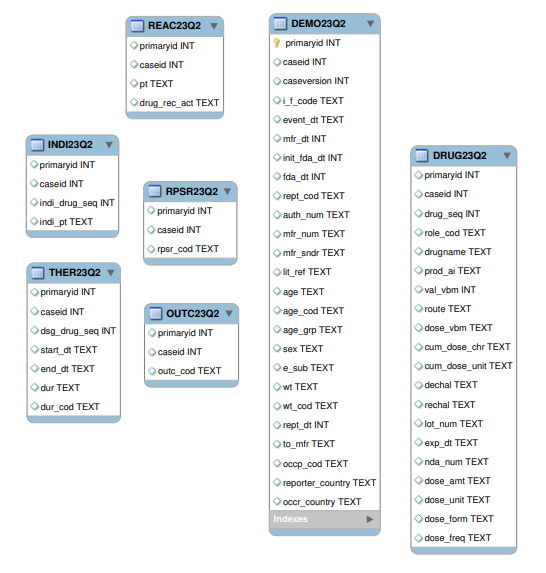 REAC23Q2
primaryid INT
caseid INT
pt TEXT
drug_rec_act TEXT
DEMO23Q2
primaryid INT
caseid INT
caseversion INT
i_f_code TEXT
event_dt TEXT
mfr_dt INT
init_fda_dt INT
fda_dt INT
rept_cod TEXT
auth_num TEXT
mfr_num TEXT
mfr_sndr TEXT
lit_ref TEXT
age TEXT
age_cod TEXT
age_grp TEXT
sex TEXT
e_sub TEXT
wt TEXT
wt_cod TEXT
rept_dt INT
to_mfr TEXT
occp_cod TEXT
reporter_country TEXT
occr_country TEXT
Indexes
INDI23Q2
primaryid INT
caseid INT
indi_drug_seq INT
indi_pt TEXT
RPSR23Q2
primaryid INT
caseid INT
rpsr_cod TEXT
DRUG23Q2
primaryid INT
caseid INT
drug_seq INT
role_cod TEXT
drugname TEXT
prod_ai TEXT
val_vbm INT
route TEXT
dose_vbm TEXT
cum_dose_chr TEXT
cum_dose_unit TEXT
dechal TEXT
rechal TEXT
lot_num TEXT
exp_dt TEXT
nda_num TEXT
dose_amt TEXT
dose_unit TEXT
dose_form TEXT
dose_freq TEXT
THER23Q2
primaryid INT
caseid INT
dsg_drug_seq INT
start_dt TEXT
end_dt TEXT
dur TEXT
dur_cod TEXT
OUTC23Q2
primaryid INT
caseid INT
outc_cod TEXT